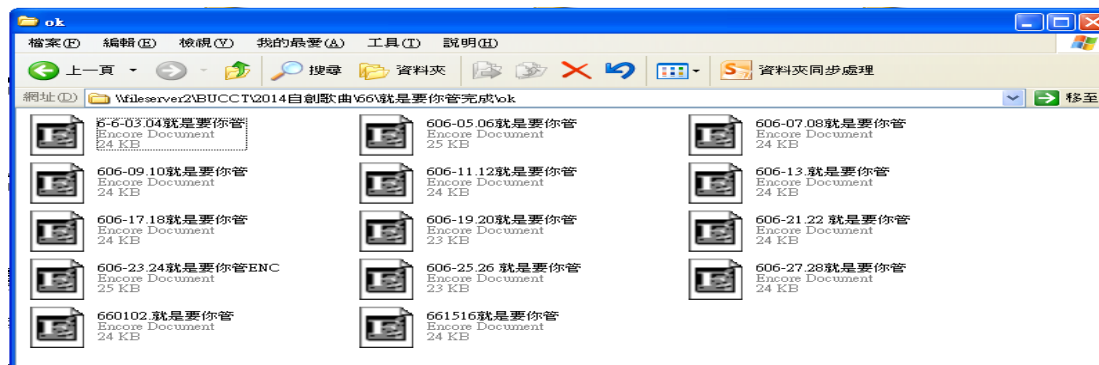 ok
檔案(F) 編輯(E) 檢視(V) 我的最愛(A) 工具(T) 說明(H)
上一頁 搜尋 資料夾 資料夾同步處理
網址(D) \\fileserver2\BUCCT\2014自創歌曲\66\就是要你管完成\ok 移至
6-6-03.04就是要你管
Encore Document
24 KB
606-05.06就是要你管
Encore Document
25 KB
606-07.08就是要你管
Encore Document
24 KB
606-09.10就是要你管
Encore Document
24 KB
606-11.12就是要你管
Encore Document
24 KB
606-13.就是要你管
Encore Document
24 KB
606-17.18就是要你管
Encore Document
24 KB
606-19.20就是要你管
Encore Document
23 KB
606-21.22 就是要你管
Encore Document
24 KB
606-23.24就是要你管ENC
Encore Document
25 KB
606-25.26 就是要你管
Encore Document
23 KB
606-27.28就是要你管
Encore Document
24 KB
660102.就是要你管
Encore Document
24 KB
661516就是要你管
Encore Document
24 KB